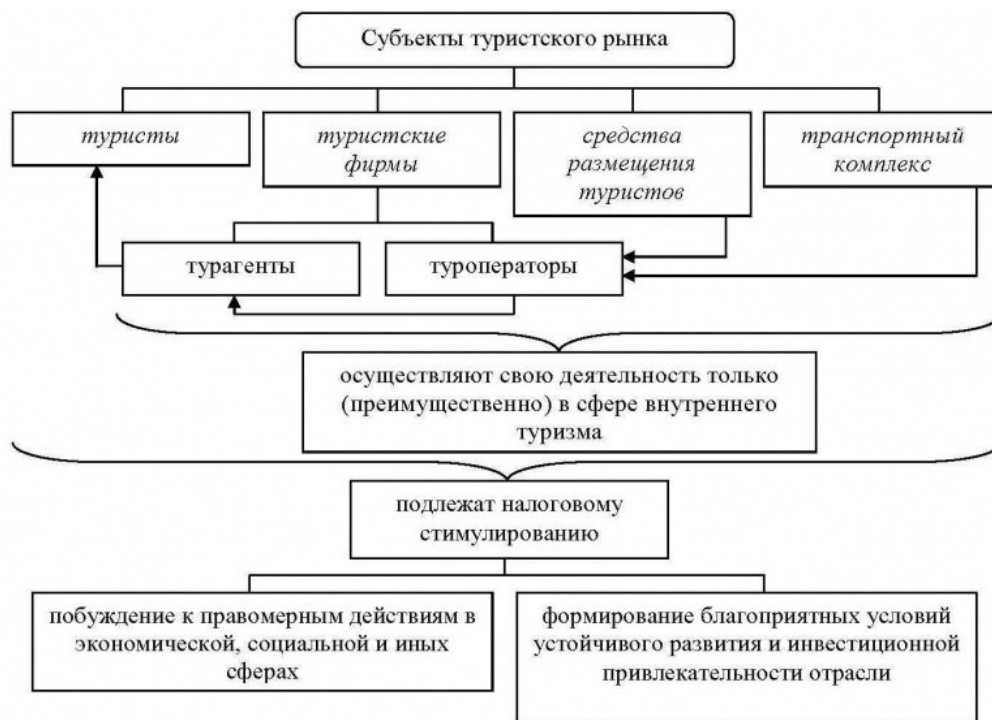 Субъекты туристского рынка
туристы
туристские
фирмы
средства
размещения
туристов
транспортный
комплекс
турагенты
туроператоры
осуществляют свою деятельность только
(преимущественно) в сфере внутреннего
туризма
подлежат налоговому
стимулированию
побуждение к правомерным действиям в
экономической, социальной и иных
сферах
формирование благоприятных условий
устойчивого развития и инвестиционной
привлекательности отрасли